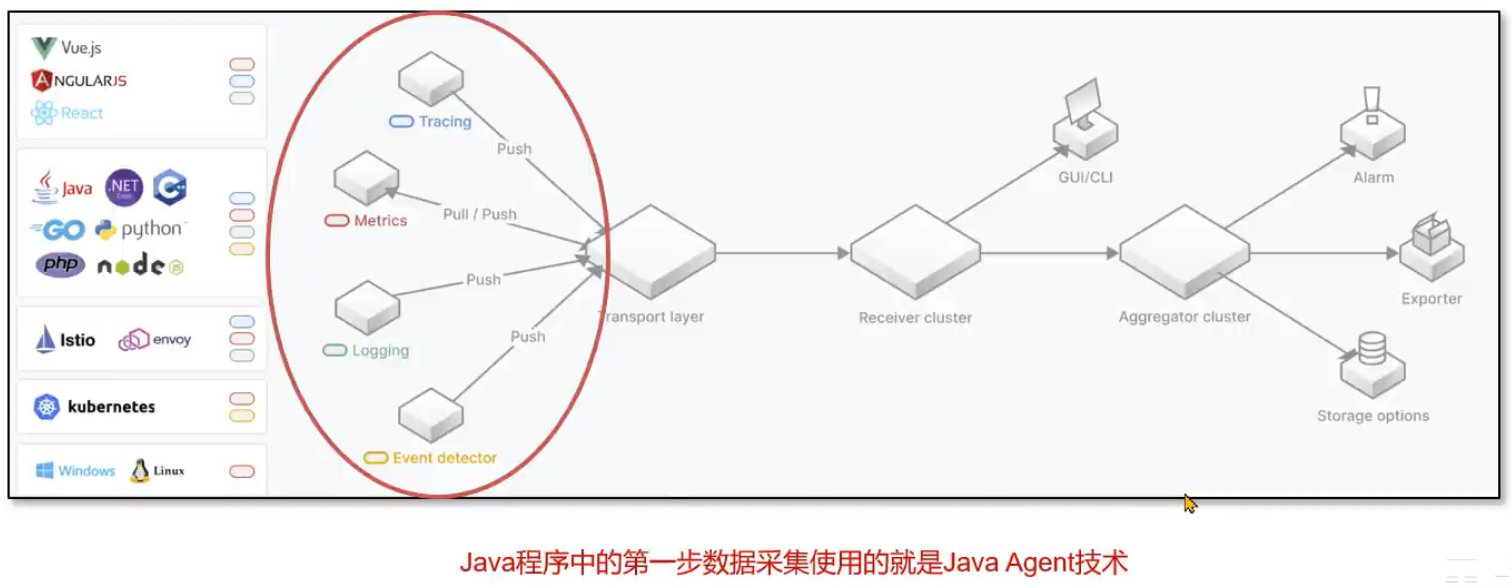 Vue.js
ANGULARJS
React
Java
.NET Core
C++
GO
python
php
node JS
Istio
envoy
kubernetes
Windows
Linux
Tracing
Push
Metrics
Pull / Push
Logging
Push
Event detector
Push
Transport layer
Receiver cluster
GUI/CLI
Aggregator cluster
Alarm
Exporter
Storage options
Java程序中的第一步数据采集使用的就是Java Agent技术